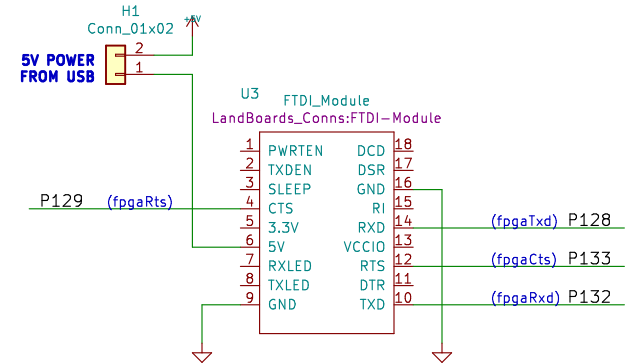 H1
Conn_01x02
+5V
2
1
5V POWER
FROM USB
U3
FTDI_Module
LandBoards_Conns:FTDI-Module
1 PWRTEN DCD 18
2 TXDEN DSR 17
3 SLEEP GND 16
P129 (fpgaRts) 4 CTS RI 15
5 3.3V RXD 14 (fpgaTxd) P128
6 5V VCCIO 13
7 RXLED RTS 12 (fpgaCts) P133
8 TXLED DTR 11
9 GND TXD 10 (fpgaRxd) P132